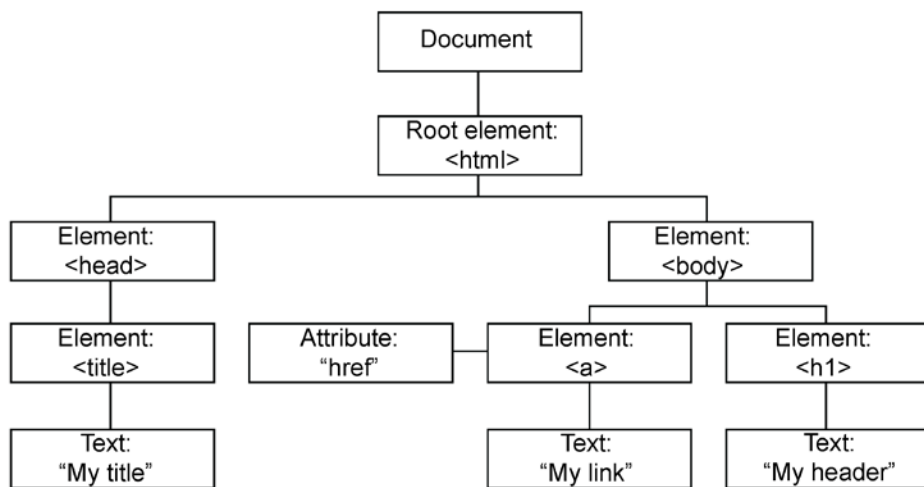 Document
Root element:
<html>
Element:
<head>
Element:
<body>
Element:
<title>
Attribute:
“href”
Element:
<a>
Element:
<h1>
Text:
“My title”
Text:
“My link”
Text:
“My header”